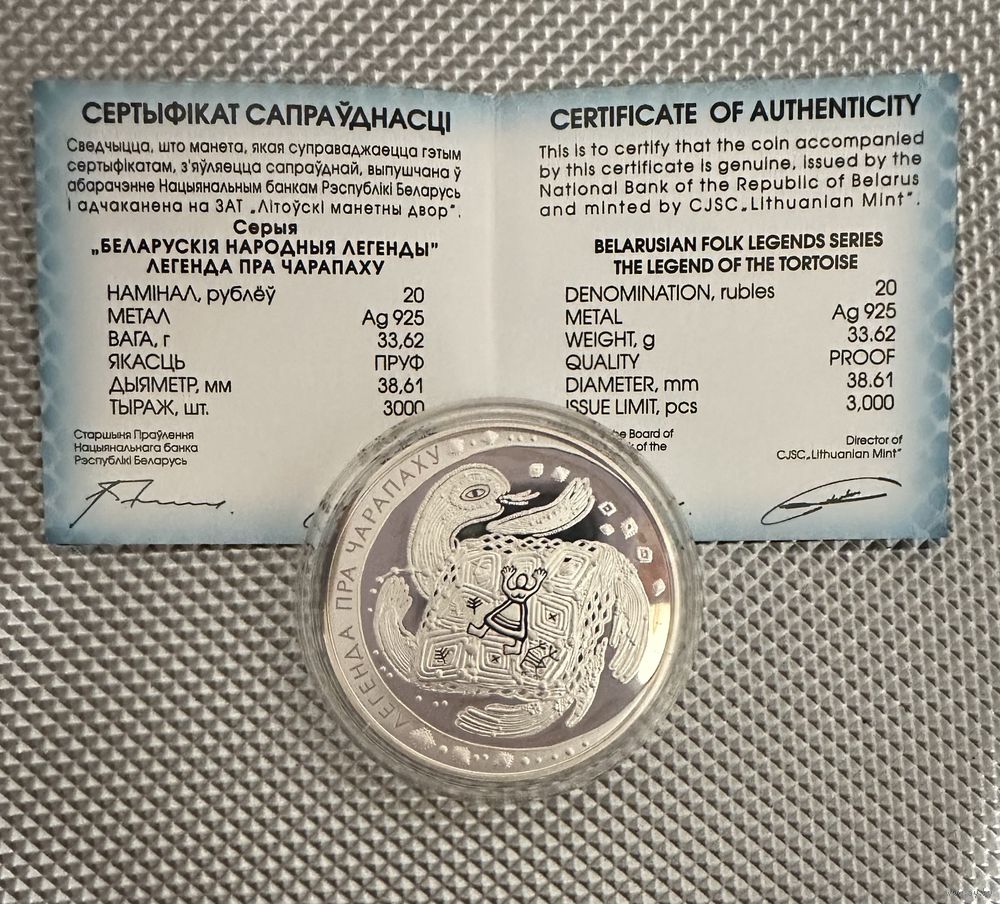 СЕРТЫФІКАТ САПРАЎДНАСЦІ
Сведчыцца, што манета, якая суправаджаецца гэтым
сертыфікатам, з'яўляецца сапраўднай, выпушчана ў
абарачэнне Нацыянальным банкам Рэспублікі Беларусь
і адчаканена на ЗАТ „Літоўскі манетны двор".
Серыя
„БЕЛАРУСКІЯ НАРОДНЫЯ ЛЕГЕНДЫ"
ЛЕГЕНДА ПРА ЧАРАПАХУ
НАМІНАЛ, рублёў 20
МЕТАЛ Ag 925
ВАГА, г 33,62
ЯКАСЦЬ ПРУФ
ДЫЯМЕТР, мм 38,61
ТЫРАЖ, шт. 3000
Старшыня Праўлення
Нацыянальнага банка
Рэспублікі Беларусь
CERTIFICATE OF AUTHENTICITY
This is to certify that the coin accompanied
by this certificate is genuine, issued by the
National Bank of the Republic of Belarus
and minted by CJSC„Lithuanian Mint".
BELARUSIAN FOLK LEGENDS SERIES
THE LEGEND OF THE TORTOISE
DENOMINATION, rubles 20
METAL Ag 925
WEIGHT, g 33.62
QUALITY PROOF
DIAMETER, mm 38.61
ISSUE LIMIT, pcs 3,000
Board of
of the
Director of
CJSC„Lithuanian Mint"
ЛЕГЕНДА ПРА ЧАРАПАХУ